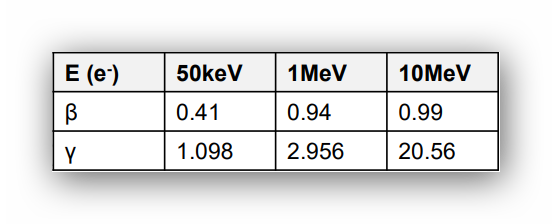 E (e⁻) 50keV 1MeV 10MeV
β 0.41 0.94 0.99
γ 1.098 2.956 20.56